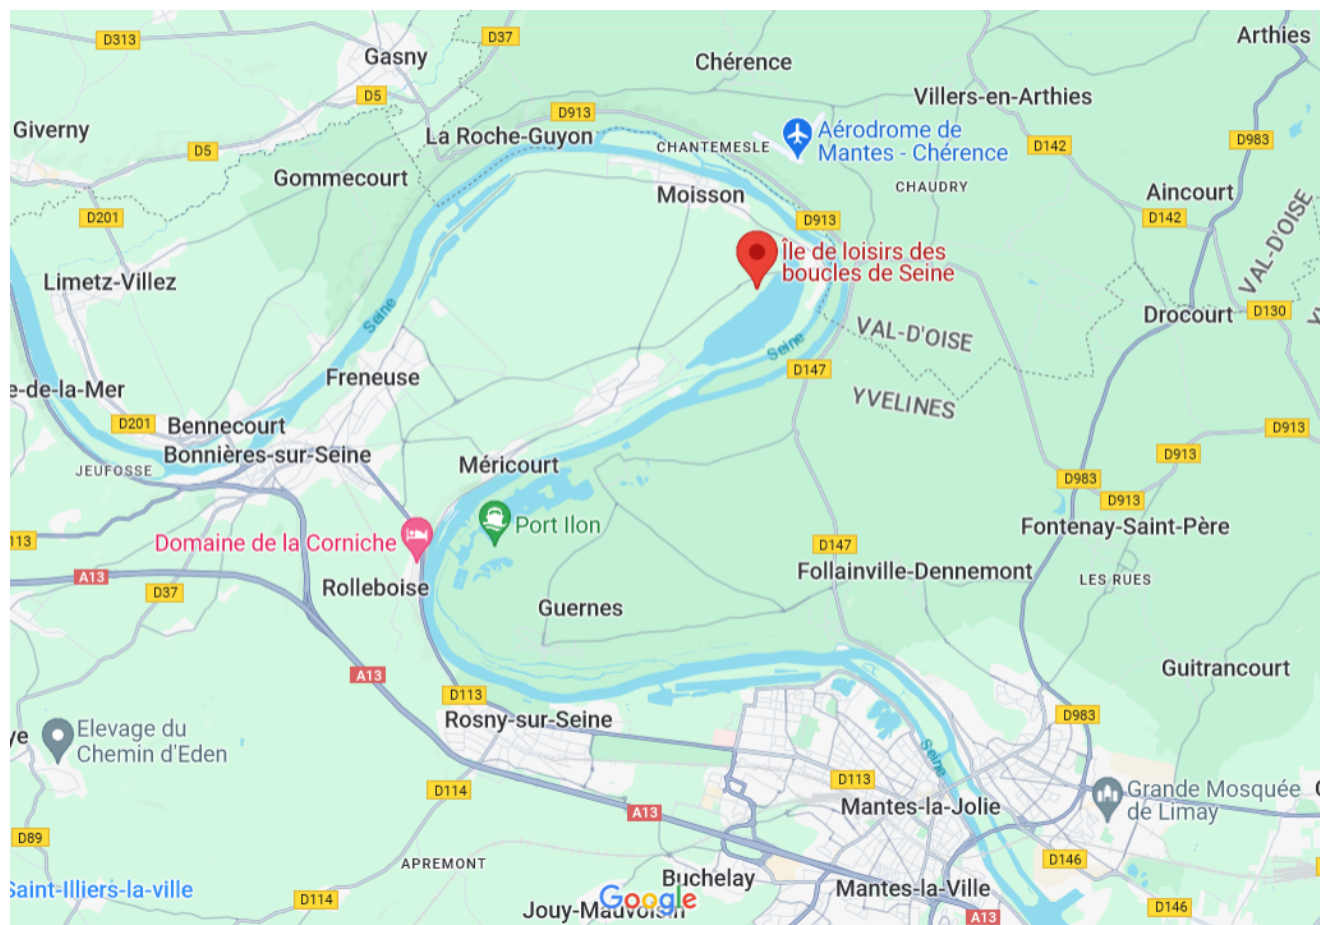 D313
D37
Arthies
Gasny
Chérence
D5
Villers-en-Arthies
D913
Giverny
La Roche-Guyon
Aérodrome de
Mantes - Chérence
D142
D983
D5
CHANTEMESLE
Gommecourt
CHAUDRY
Moisson
Aincourt
D201
D913
D142
VAL-D'OISE
Île de loisirs des
boucles de Seine
Limetz-Villez
Seine
Drocourt
D130
VAL-D'OISE
Seine
Freneuse
D147
e-de-la-Mer
YVELINES
D201
Bennecourt
D913
Bonnières-sur-Seine
D913
JEUFOSSE
Méricourt
D983
D913
Port Ilon
Fontenay-Saint-Père
113
Domaine de la Corniche
D147
A13
Follainville-Dennemont
LES RUES
D37
Rolleboise
Guernes
A13
Guitrancourt
D113
Rosny-sur-Seine
D983
Elevage du
Chemin d'Eden
ye
Seine
D113
D114
Grande Mosquée
de Limay
Mantes-la-Jolie
A13
D89
APREMONT
D146
Saint-Illiers-la-ville
Buchelay
Mantes-la-Ville
D114
Google
Jouy-Mauvoisin
A13
D146